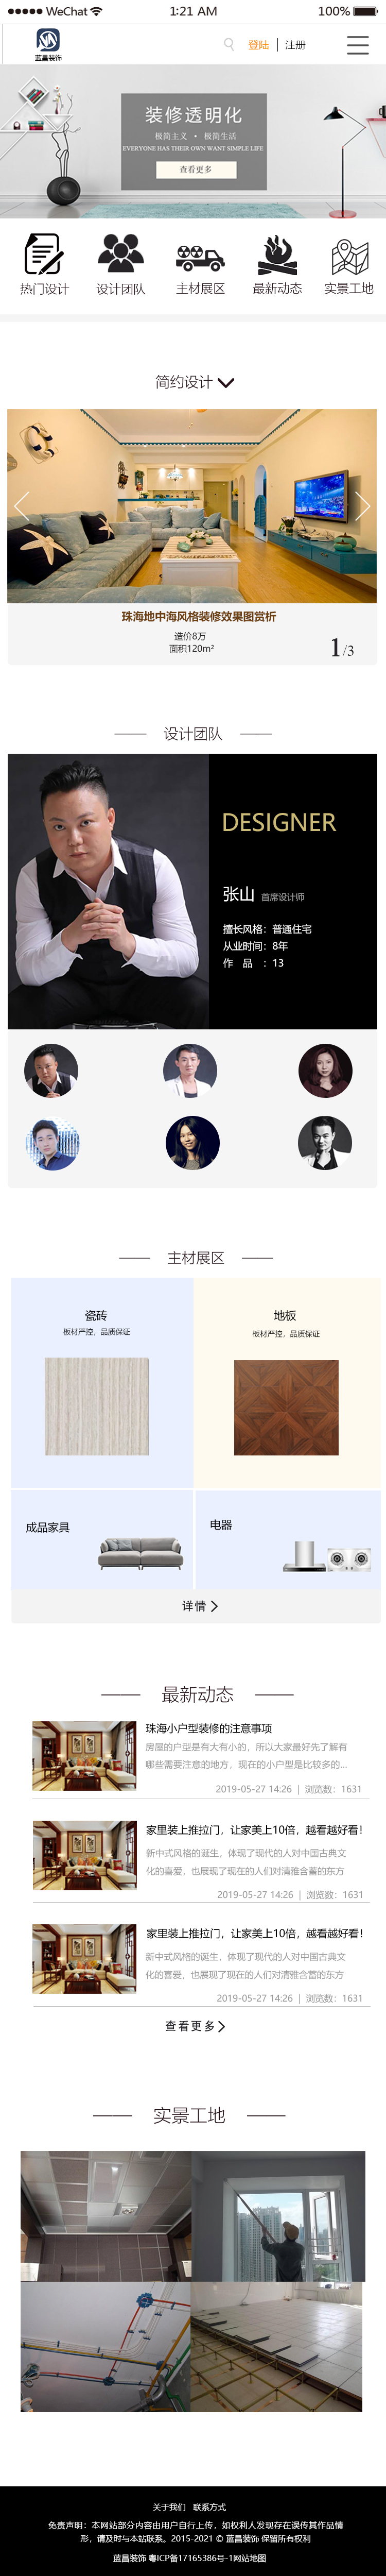 WeChat
1:21 AM
100%
蓝晶装饰
登陆 | 注册
装修透明化
极简主义 • 极简生活
EVERYONE HAS THEIR OWN WANT SIMPLE LIFE
查看更多
热门设计
设计团队
主材展区
最新动态
实景工地
简约设计
珠海地中海风格装修效果图赏析
造价8万
面积120m²
1/3
设计团队
DESIGNER
张山 首席设计师
擅长风格：普通住宅
从业时间：8年
作 品 ：13
主材展区
瓷砖
板材严控，品质保证
地板
板材严控，品质保证
成品家具
电器
详情
最新动态
珠海小户型装修的注意事项
房屋的户型是有大有小的，所以大家最好先了解有
哪些需要注意的地方，现在的小户型是比较多的...
2019-05-27 14:26 | 浏览数：1631
家里装上推拉门，让家美上10倍，越看越好看！
新中式风格的诞生，体现了现代的人对中国古典文
化的喜爱，也展现了现在的人们对清雅含蓄的东方
2019-05-27 14:26 | 浏览数：1631
家里装上推拉门，让家美上10倍，越看越好看！
新中式风格的诞生，体现了现代的人对中国古典文
化的喜爱，也展现了现在的人们对清雅含蓄的东方
2019-05-27 14:26 | 浏览数：1631
查看更多
实景工地
关于我们 联系方式
免责声明：本网站部分内容由用户自行上传，如权利人发现存在误传其作品情
形，请及时与本站联系。2015-2021 © 蓝晶装饰 保留所有权利
蓝晶装饰 粤ICP备17165386号-1网站地图